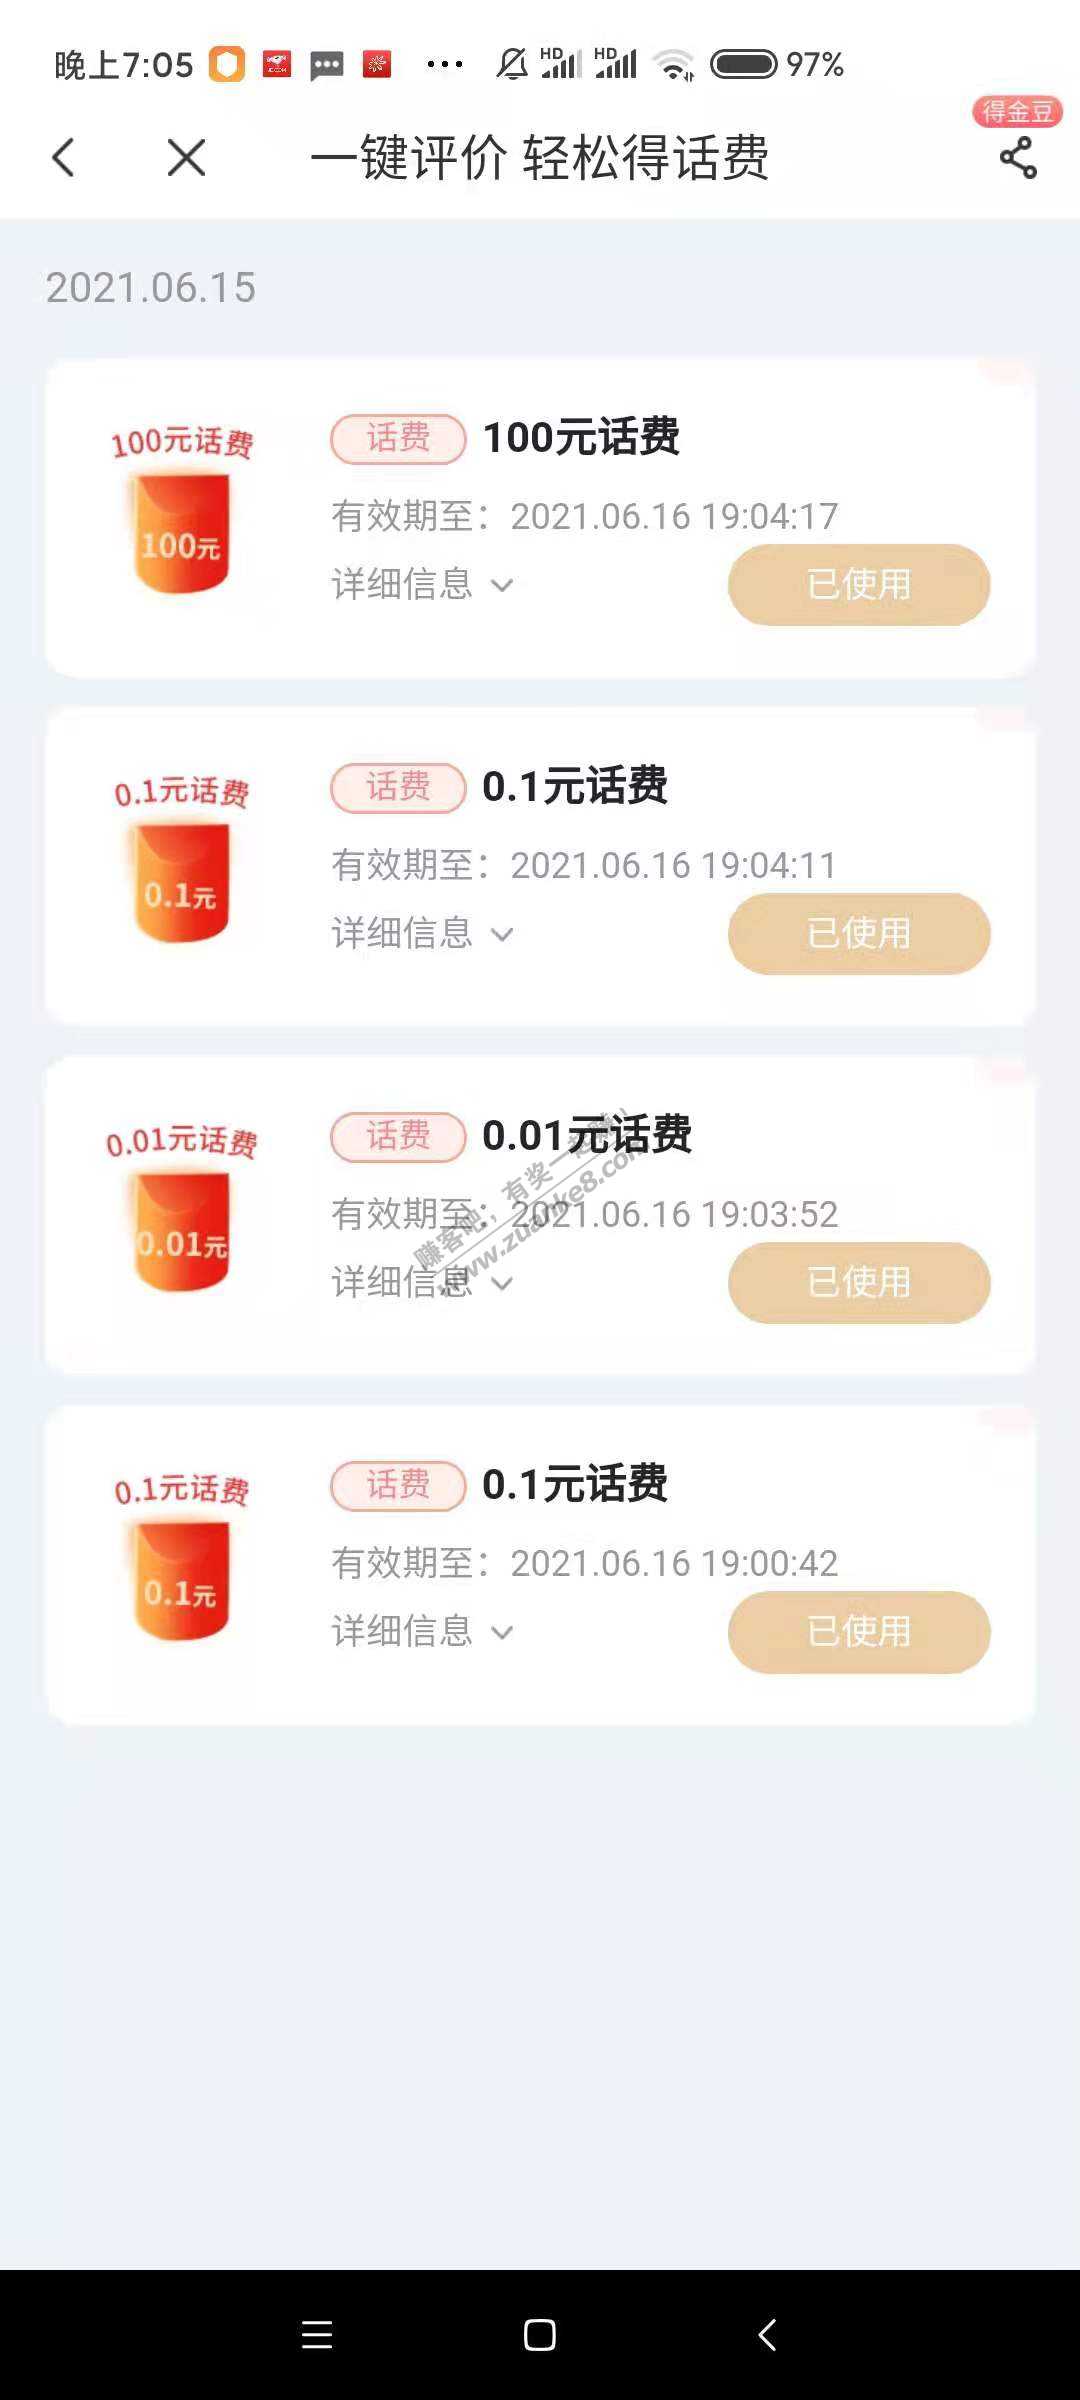 晚上7:05
HD
HD
97%
得金豆
一键评价 轻松得话费
2021.06.15
100元话费
100元
话费
100元话费
有效期至：2021.06.16 19:04:17
详细信息
已使用
0.1元话费
0.1元
话费
0.1元话费
有效期至：2021.06.16 19:04:11
详细信息
已使用
0.01元话费
0.01元
话费
0.01元话费
有效期至：2021.06.16 19:03:52
详细信息
已使用
赚客吧，有奖一起赚！
www.zuanke8.com
0.1元话费
0.1元
话费
0.1元话费
有效期至：2021.06.16 19:00:42
详细信息
已使用